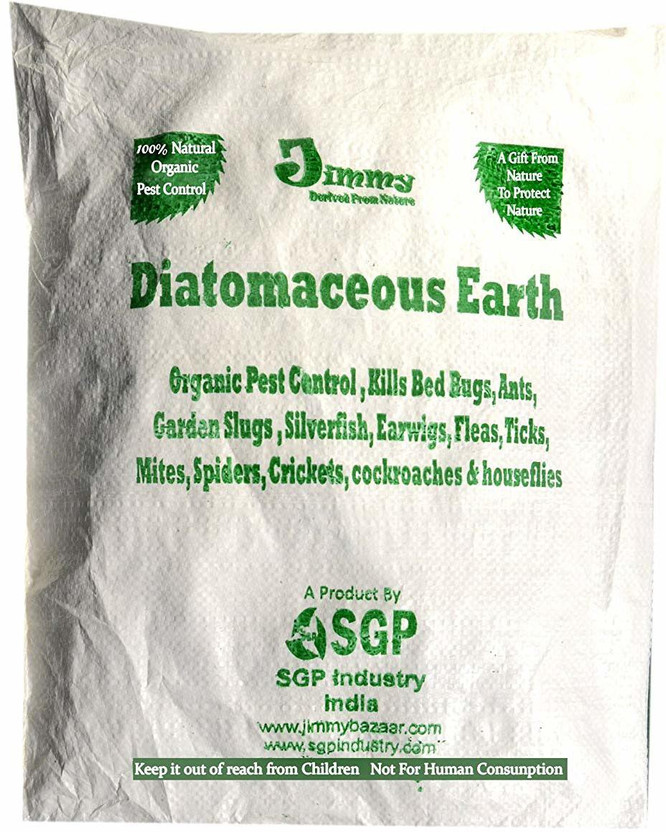 100% Natural
Organic
Pest Control
Jimmy
Derived From Nature
A Gift From
Nature
To Protect
Nature
Diatomaceous Earth
Organic Pest Control , Kills Bed Bugs, Ants,
Garden Slugs , Silverfish, Earwigs, Fleas, Ticks,
Mites, Spiders, Crickets, cockroaches & houseflies
A Product By
SGP
SGP Industry
india
www.jimmybazaar.com
www.sgpindustry.com
Keep it out of reach from Children Not For Human Consunption